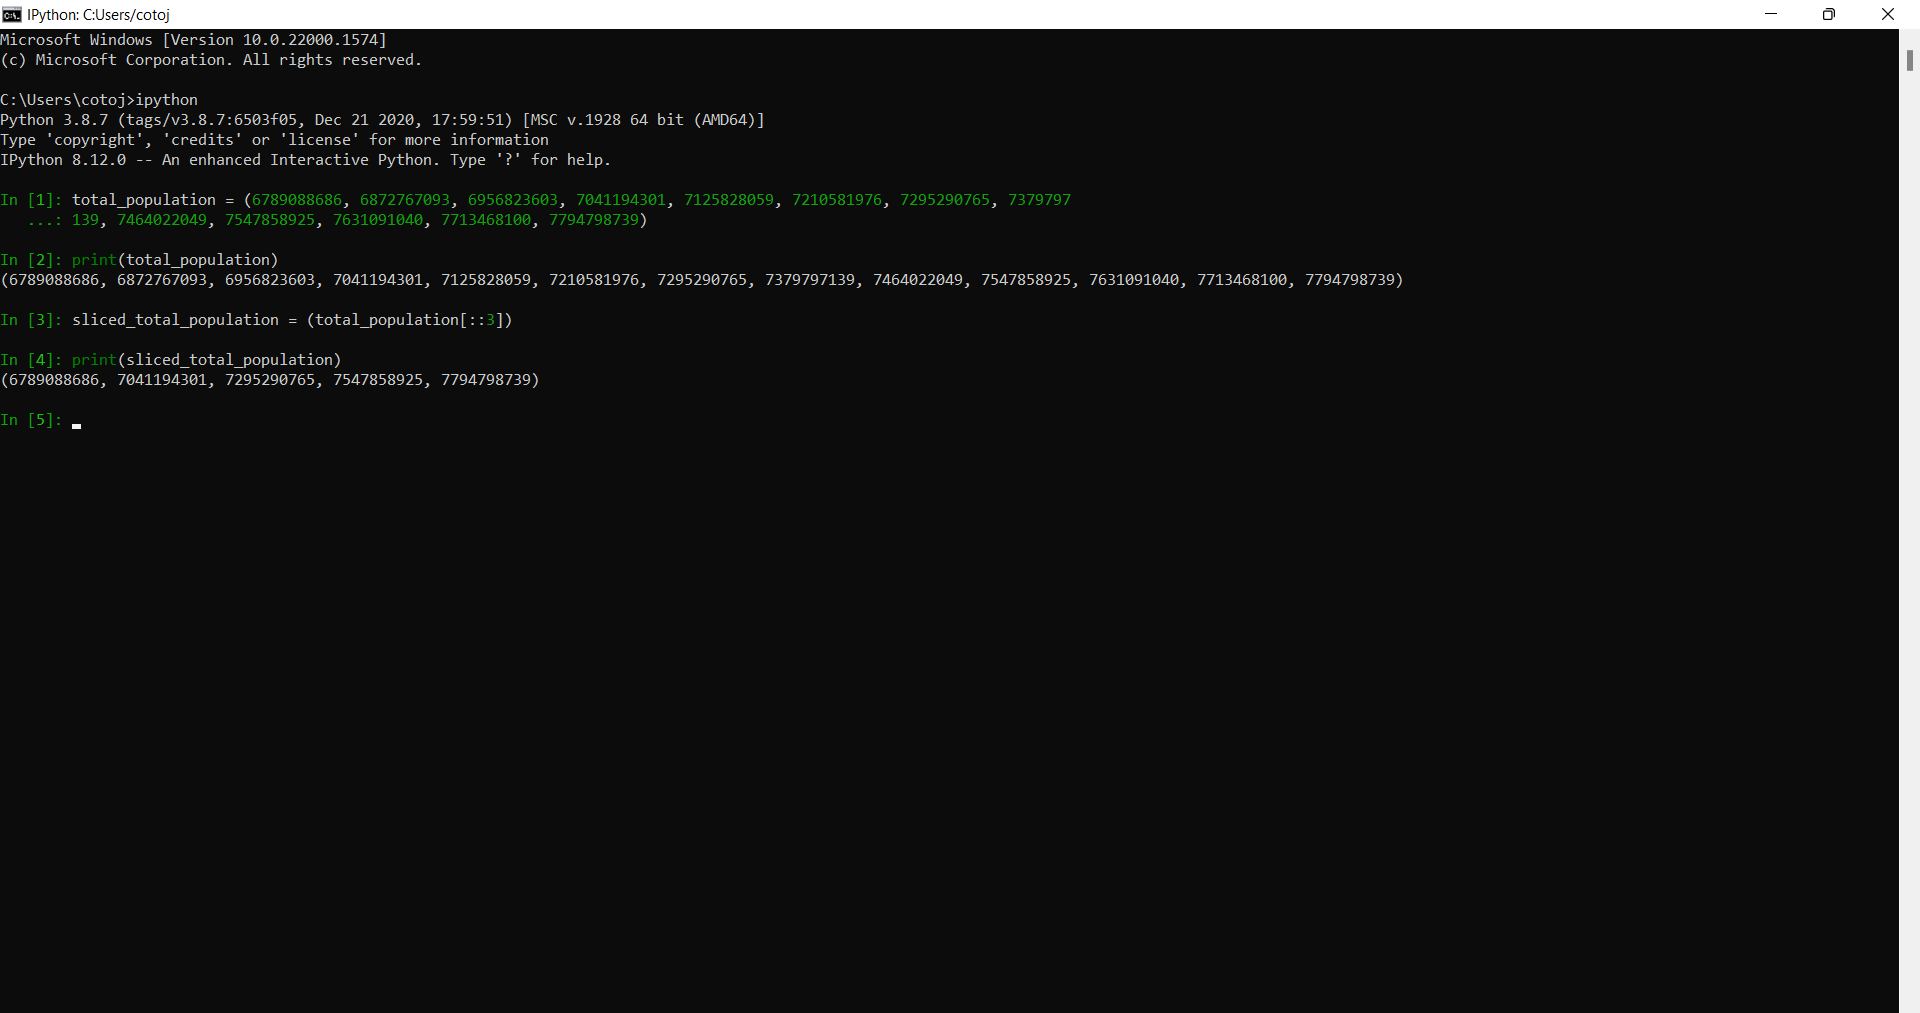 IPython: C:Users/cotoj
Microsoft Windows [Version 10.0.22000.1574]
(c) Microsoft Corporation. All rights reserved.
C:\Users\cotoj>ipython
Python 3.8.7 (tags/v3.8.7:6503f05, Dec 21 2020, 17:59:51) [MSC v.1928 64 bit (AMD64)]
Type 'copyright', 'credits' or 'license' for more information
IPython 8.12.0 -- An enhanced Interactive Python. Type '?' for help.
In [1]: total_population = (6789088686, 6872767093, 6956823603, 7041194301, 7125828059, 7210581976, 7295290765, 7379797
   ...: 139, 7464022049, 7547858925, 7631091040, 7713468100, 7794798739)
In [2]: print(total_population)
(6789088686, 6872767093, 6956823603, 7041194301, 7125828059, 7210581976, 7295290765, 7379797139, 7464022049, 7547858925, 7631091040, 7713468100, 7794798739)
In [3]: sliced_total_population = (total_population[::3])
In [4]: print(sliced_total_population)
(6789088686, 7041194301, 7295290765, 7547858925, 7794798739)
In [5]: